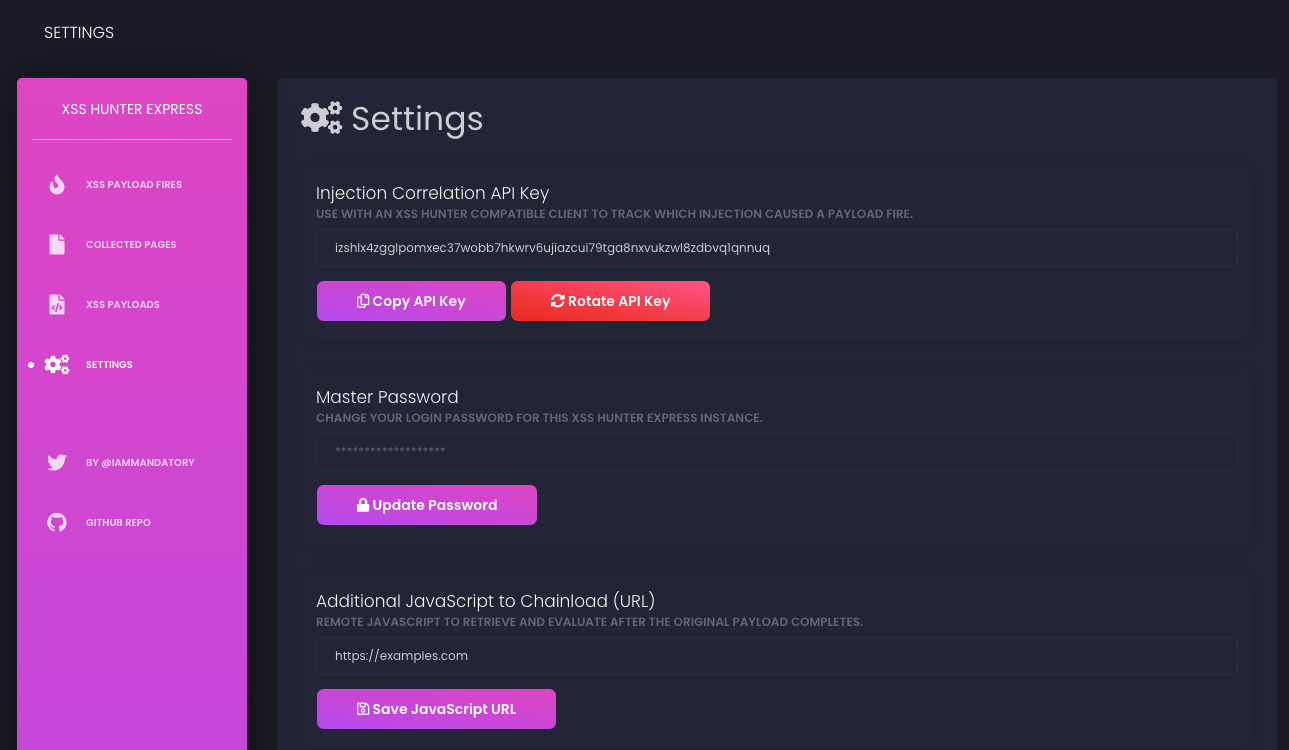 SETTINGS
XSS HUNTER EXPRESS
XSS PAYLOAD FIRES
COLLECTED PAGES
XSS PAYLOADS
SETTINGS
BY @IAMMANDATORY
GITHUB REPO
Settings
Injection Correlation API Key
USE WITH AN XSS HUNTER COMPATIBLE CLIENT TO TRACK WHICH INJECTION CAUSED A PAYLOAD FIRE.
izshlx4zgglpomxec37wobb7hkwrv6ujiazcui79tga8nxvukzwl8zdbvq1qnnuq
Copy API Key Rotate API Key
Master Password
CHANGE YOUR LOGIN PASSWORD FOR THIS XSS HUNTER EXPRESS INSTANCE.
*******************
Update Password
Additional JavaScript to Chainload (URL)
REMOTE JAVASCRIPT TO RETRIEVE AND EVALUATE AFTER THE ORIGINAL PAYLOAD COMPLETES.
https://examples.com
Save JavaScript URL